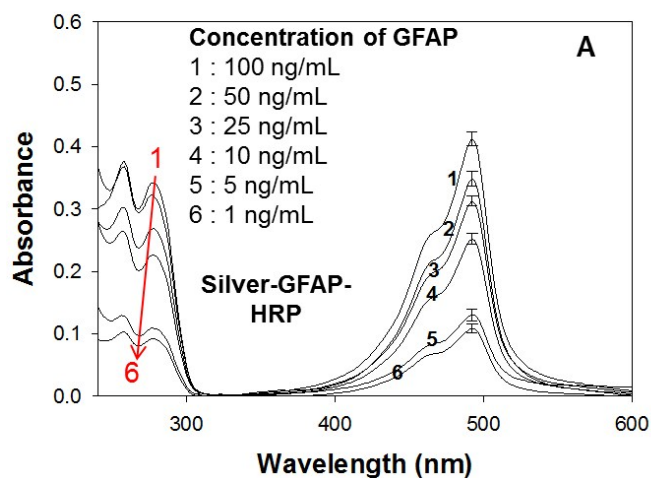 Concentration of GFAP
A
1 : 100 ng/mL
2 : 50 ng/mL
3 : 25 ng/mL
4 : 10 ng/mL
5 : 5 ng/mL
6 : 1 ng/mL
Silver-GFAP-
HRP
1
6
1
2
3
4
5
6
Absorbance
0.6
0.5
0.4
0.3
0.2
0.1
0.0
300
400
500
600
Wavelength (nm)